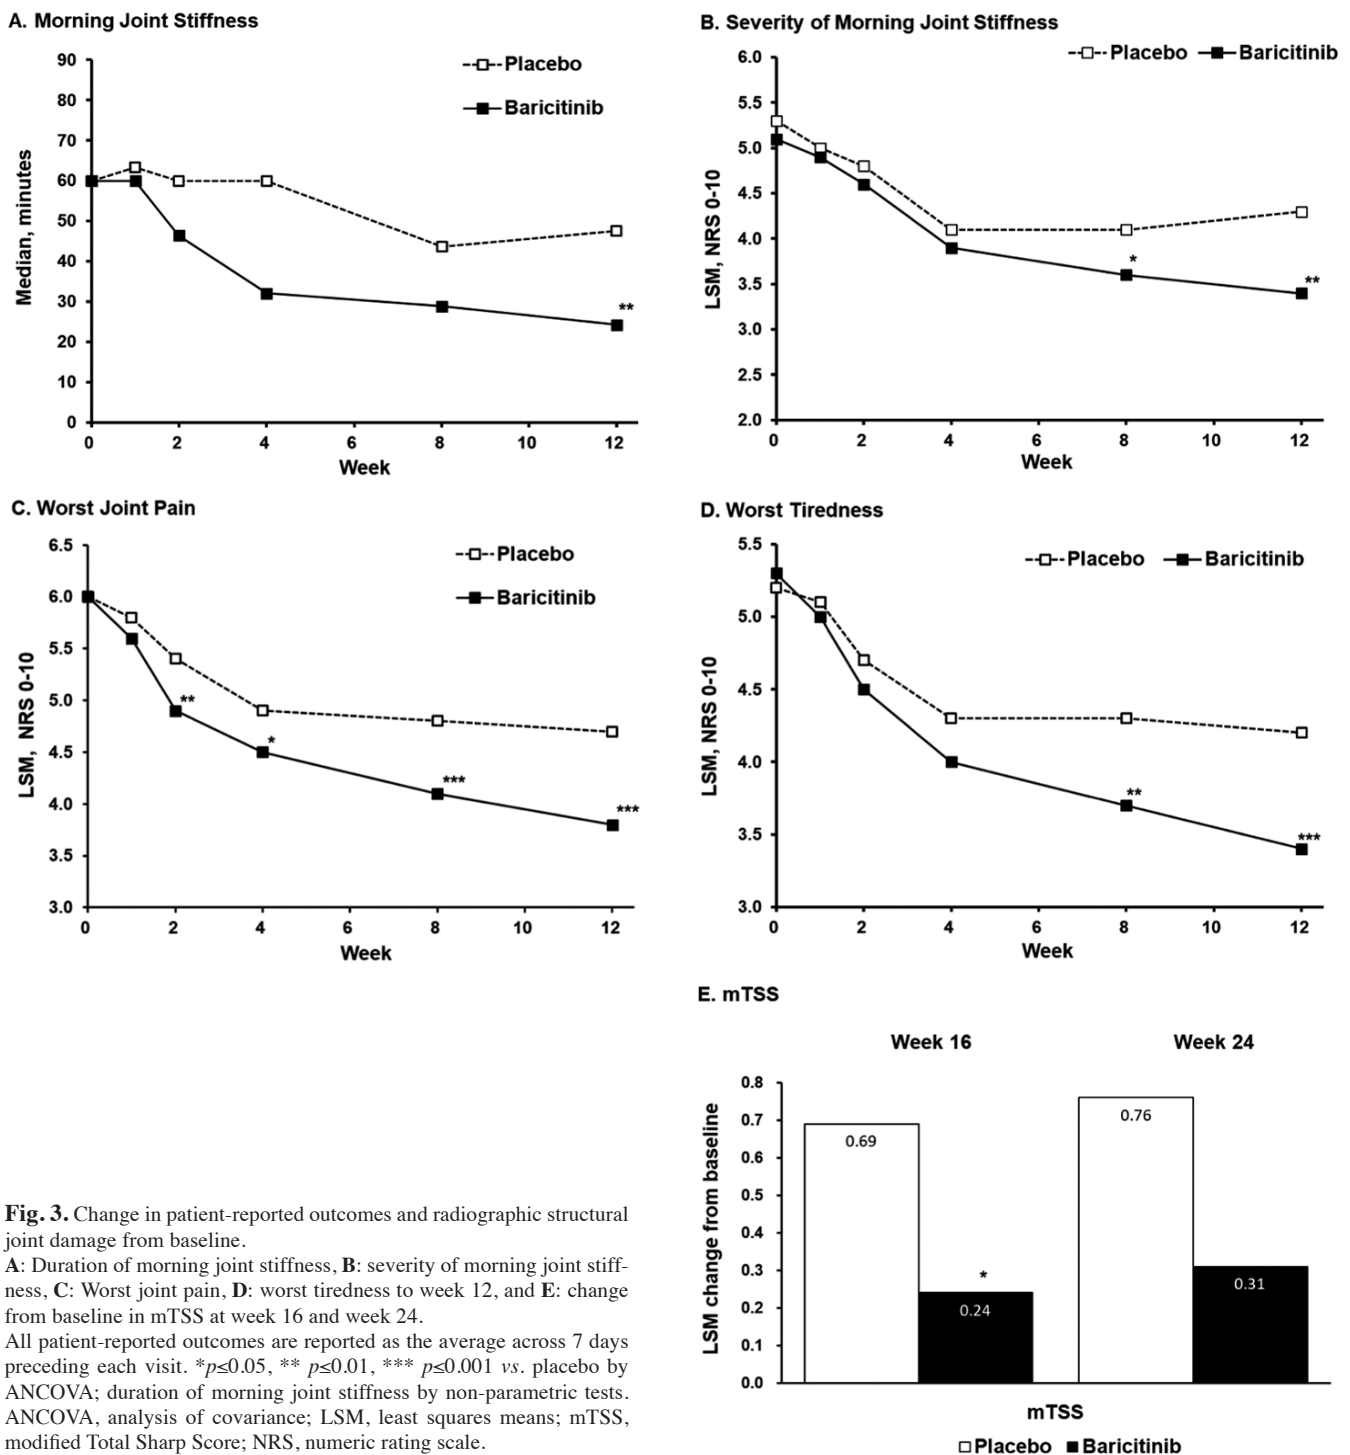 A. Morning Joint Stiffness
90
80
70
60
50
40
30
20
10
0
Median, minutes
Placebo
Baricitinib
**
0 2 4 6 8 10 12
Week
B. Severity of Morning Joint Stiffness
Placebo Baricitinib
6.0
5.5
5.0
4.5
4.0
3.5
3.0
2.5
2.0
LSM, NRS 0-10
*
**
0 2 4 6 8 10 12
Week
C. Worst Joint Pain
6.5
6.0
5.5
5.0
4.5
4.0
3.5
3.0
LSM, NRS 0-10
Placebo
Baricitinib
**
*
***
***
0 2 4 6 8 10 12
Week
D. Worst Tiredness
5.5
5.0
4.5
4.0
3.5
3.0
LSM, NRS 0-10
Placebo Baricitinib
**
***
0 2 4 6 8 10 12
Week
E. mTSS
Week 16 Week 24
0.8
0.7
0.6
0.5
0.4
0.3
0.2
0.1
0.0
LSM change from baseline
0.69
*
0.24
0.76
0.31
mTSS
Placebo Baricitinib
Fig. 3. Change in patient-reported outcomes and radiographic structural
joint damage from baseline.
A: Duration of morning joint stiffness, B: severity of morning joint stiff-
ness, C: Worst joint pain, D: worst tiredness to week 12, and E: change
from baseline in mTSS at week 16 and week 24.
All patient-reported outcomes are reported as the average across 7 days
preceding each visit. *p≤0.05, ** p≤0.01, *** p≤0.001 vs. placebo by
ANCOVA; duration of morning joint stiffness by non-parametric tests.
ANCOVA, analysis of covariance; LSM, least squares means; mTSS,
modified Total Sharp Score; NRS, numeric rating scale.